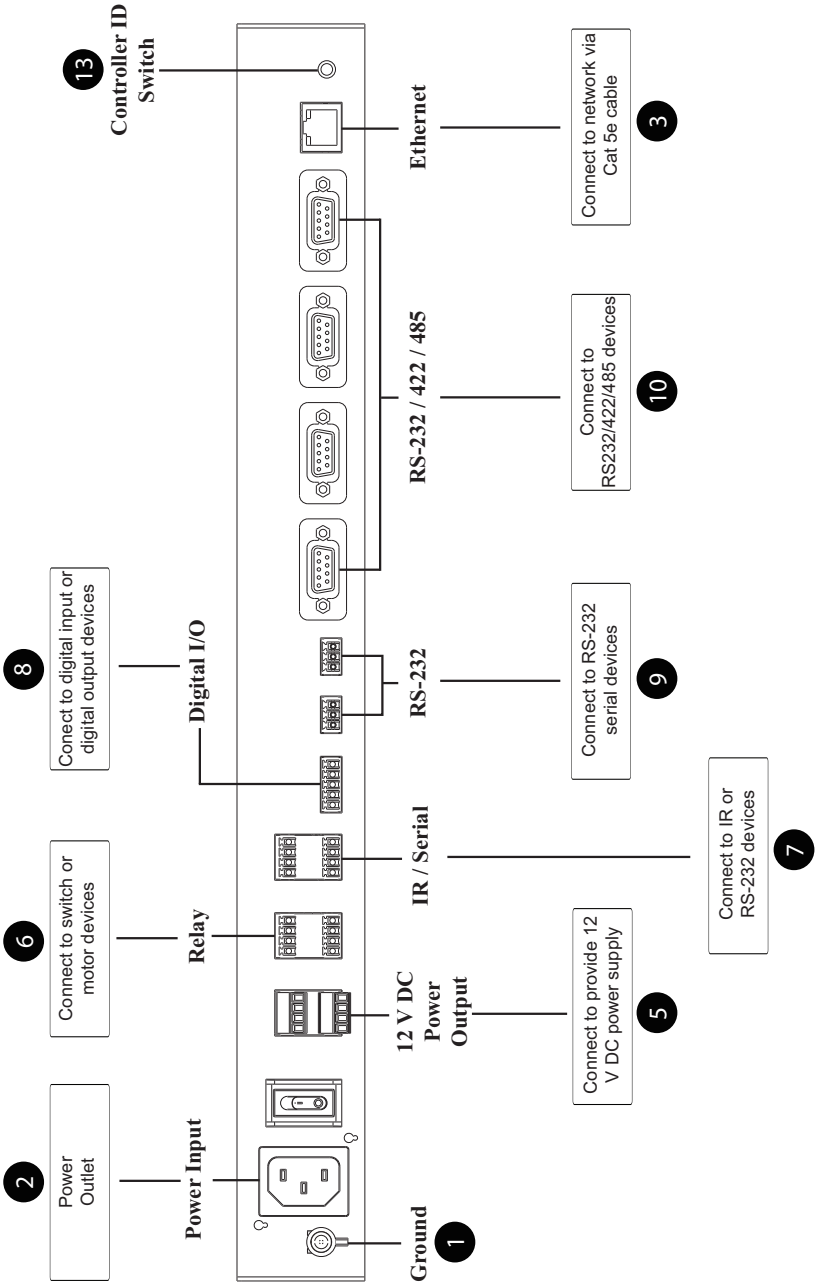 2
Power
Outlet
Power Input
6
Connect to switch or
motor devices
Relay
8
Conect to digital input or
digital output devices
Digital I/O
13
Controller ID
Switch
Ground
1
12 V DC
Power
Output
Connect to provide 12
V DC power supply
5
IR / Serial
Connect to IR or
RS-232 devices
7
RS-232
Connect to RS-232
serial devices
9
RS-232 / 422 / 485
Connect to
RS232/422/485 devices
10
Ethernet
Connect to network via
Cat 5e cable
3